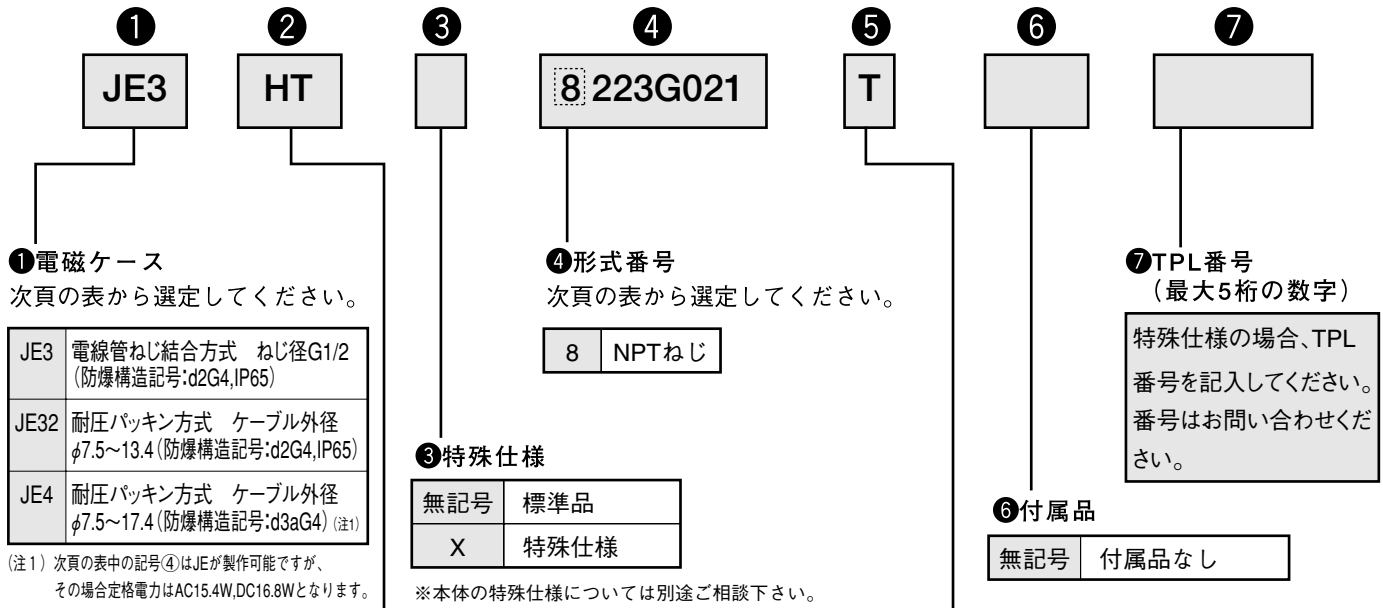 ❶ ❷ ❸ ❹ ❺ ❻ ❼
JE3 HT 8 223G021 T
❶電磁ケース
次頁の表から選定してください。
JE3 電線管ねじ結合方式　ねじ径G1/2
（防爆構造記号:d2G4,IP65）
JE32 耐圧パッキン方式　ケーブル外径
φ7.5～13.4（防爆構造記号:d2G4,IP65）
JE4 耐圧パッキン方式　ケーブル外径
φ7.5～17.4（防爆構造記号:d3aG4）（注1）
（注１）次頁の表中の記号④はJEが製作可能ですが、
その場合定格電力はAC15.4W,DC16.8Wとなります。
❸特殊仕様
無記号 標準品
X 特殊仕様
※本体の特殊仕様については別途ご相談下さい。
❹形式番号
次頁の表から選定してください。
8 NPTねじ
❻付属品
無記号 付属品なし
❼TPL番号
（最大5桁の数字）
特殊仕様の場合、TPL
番号を記入してください。
番号はお問い合わせくだ
さい。